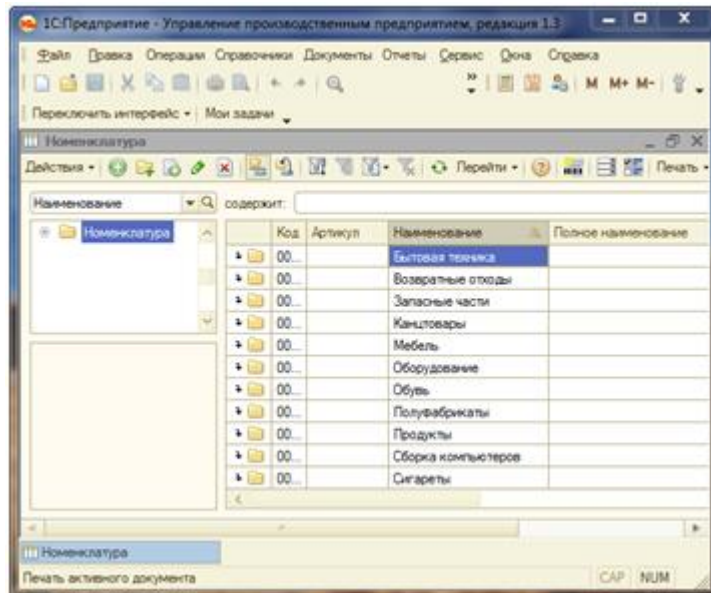 1С:Предприятие - Управление производственным предприятием, редакция 1.3
Файл Правка Операции Справочники Документы Отчеты Сервис Окна Справка
M M+ M-
Переключить интерфейс Мои задачи
Номенклатура
Действия Перейти Печать
Наименование содержит:
Номенклатура
Код Артикул Наименование Полное наименование
00... Бытовая техника
00... Возвратные отходы
00... Запасные части
00... Канцтовары
00... Мебель
00... Оборудование
00... Обувь
00... Полуфабрикаты
00... Продукты
00... Сборка компьютеров
00... Сигареты
Номенклатура
Печать активного документа CAP NUM